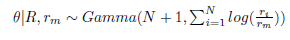 θ|R, r_m ∼ Gamma(N + 1, ∑_{i=1}^{N} log(r_i/r_m))